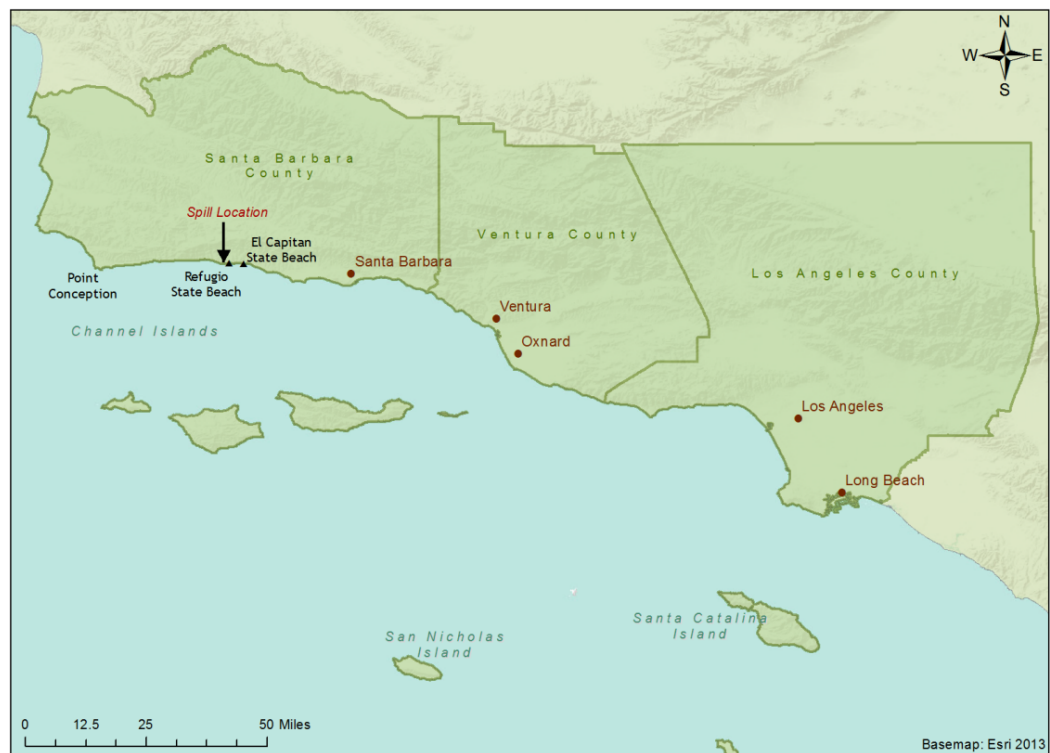 N
W E
S
Santa Barbara
County
Spill Location
El Capitan
State Beach
Ventura County
Santa Barbara
Los Angeles County
Point
Conception
Refugio
State Beach
Channel Islands
Ventura
Oxnard
Los Angeles
Long Beach
San Nicholas
Island
Santa Catalina
Island
0 12.5 25 50 Miles
Basemap: Esri 2013